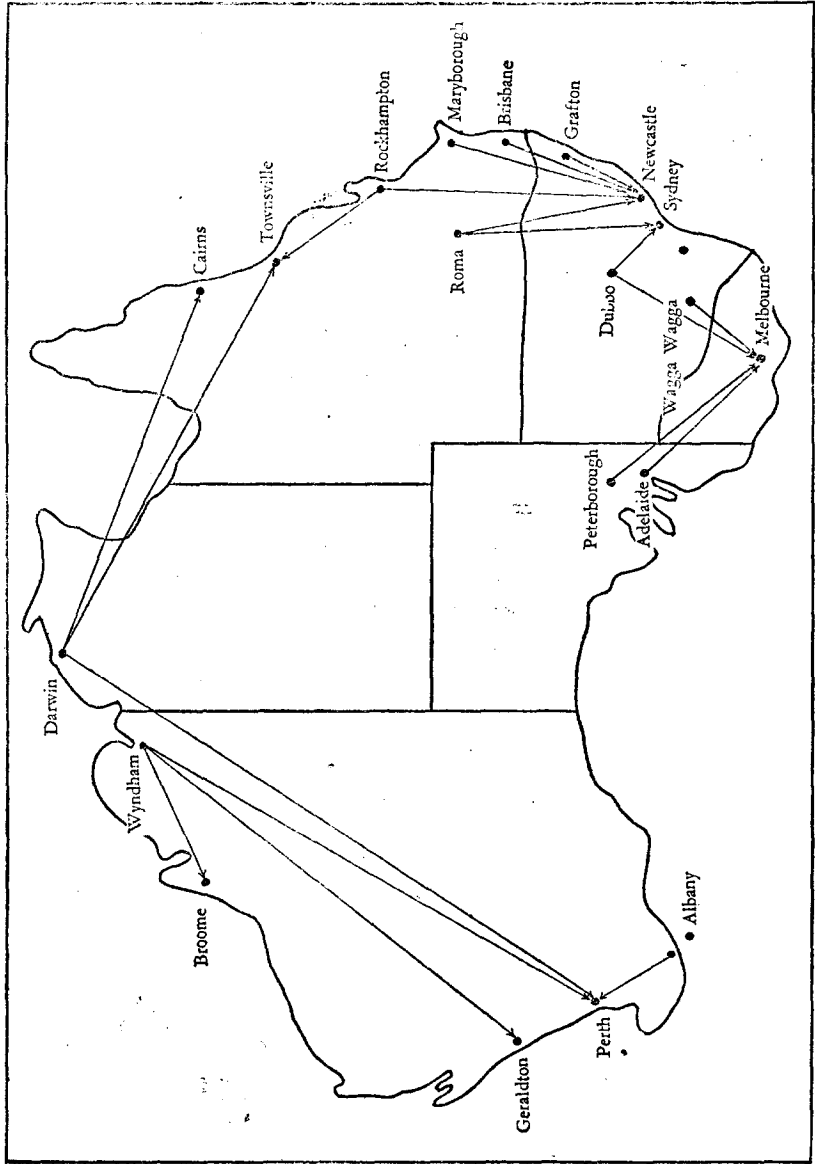 Darwin
Wyndham
Broome
Geraldton
Perth
Albany
Cairns
Townsville
Rockhampton
Maryborough
Brisbane
Grafton
Newcastle
Sydney
Roma
Dubbo
Wagga Wagga
Melbourne
Peterborough
Adelaide